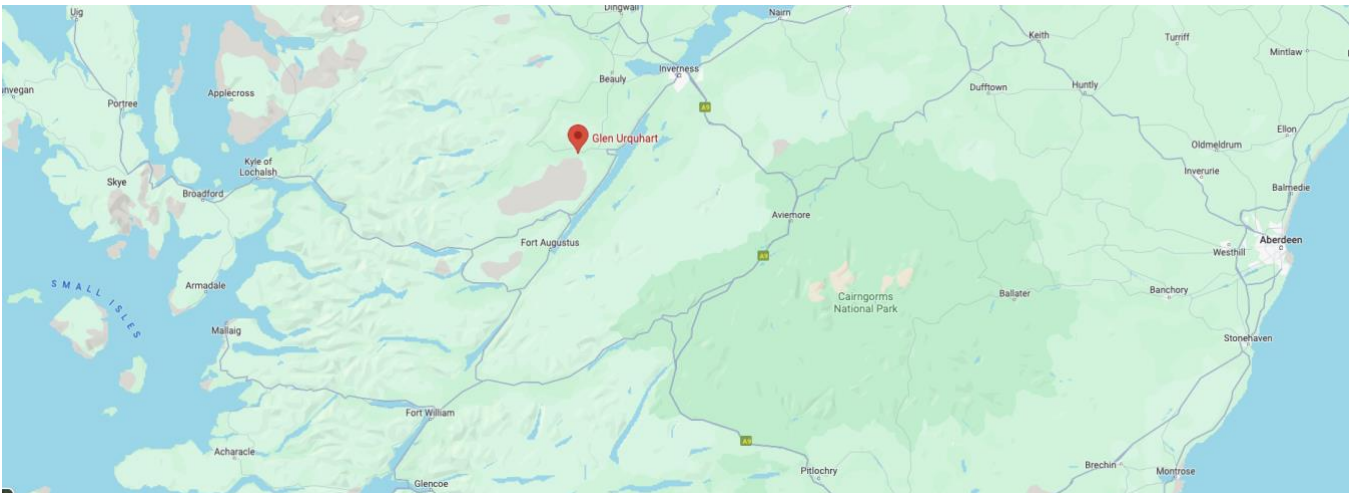 Uig
Dingwall
Nairn
Keith
Turriff
Mintlaw
Inverness
Beauly
Applecross
Portree
A9
Dufftown
Huntly
Glen Urquhart
Ellon
Oldmeldrum
Kyle of
Lochalsh
Skye
Broadford
Inverurie
Balmedie
Aviemore
Fort Augustus
Aberdeen
Westhill
A9
Armadale
SMALL ISLES
Cairngorms
National Park
Ballater
Banchory
Mallaig
Stonehaven
Fort William
A9
Acharacle
Pitlochry
Brechin
Montrose
Glencoe